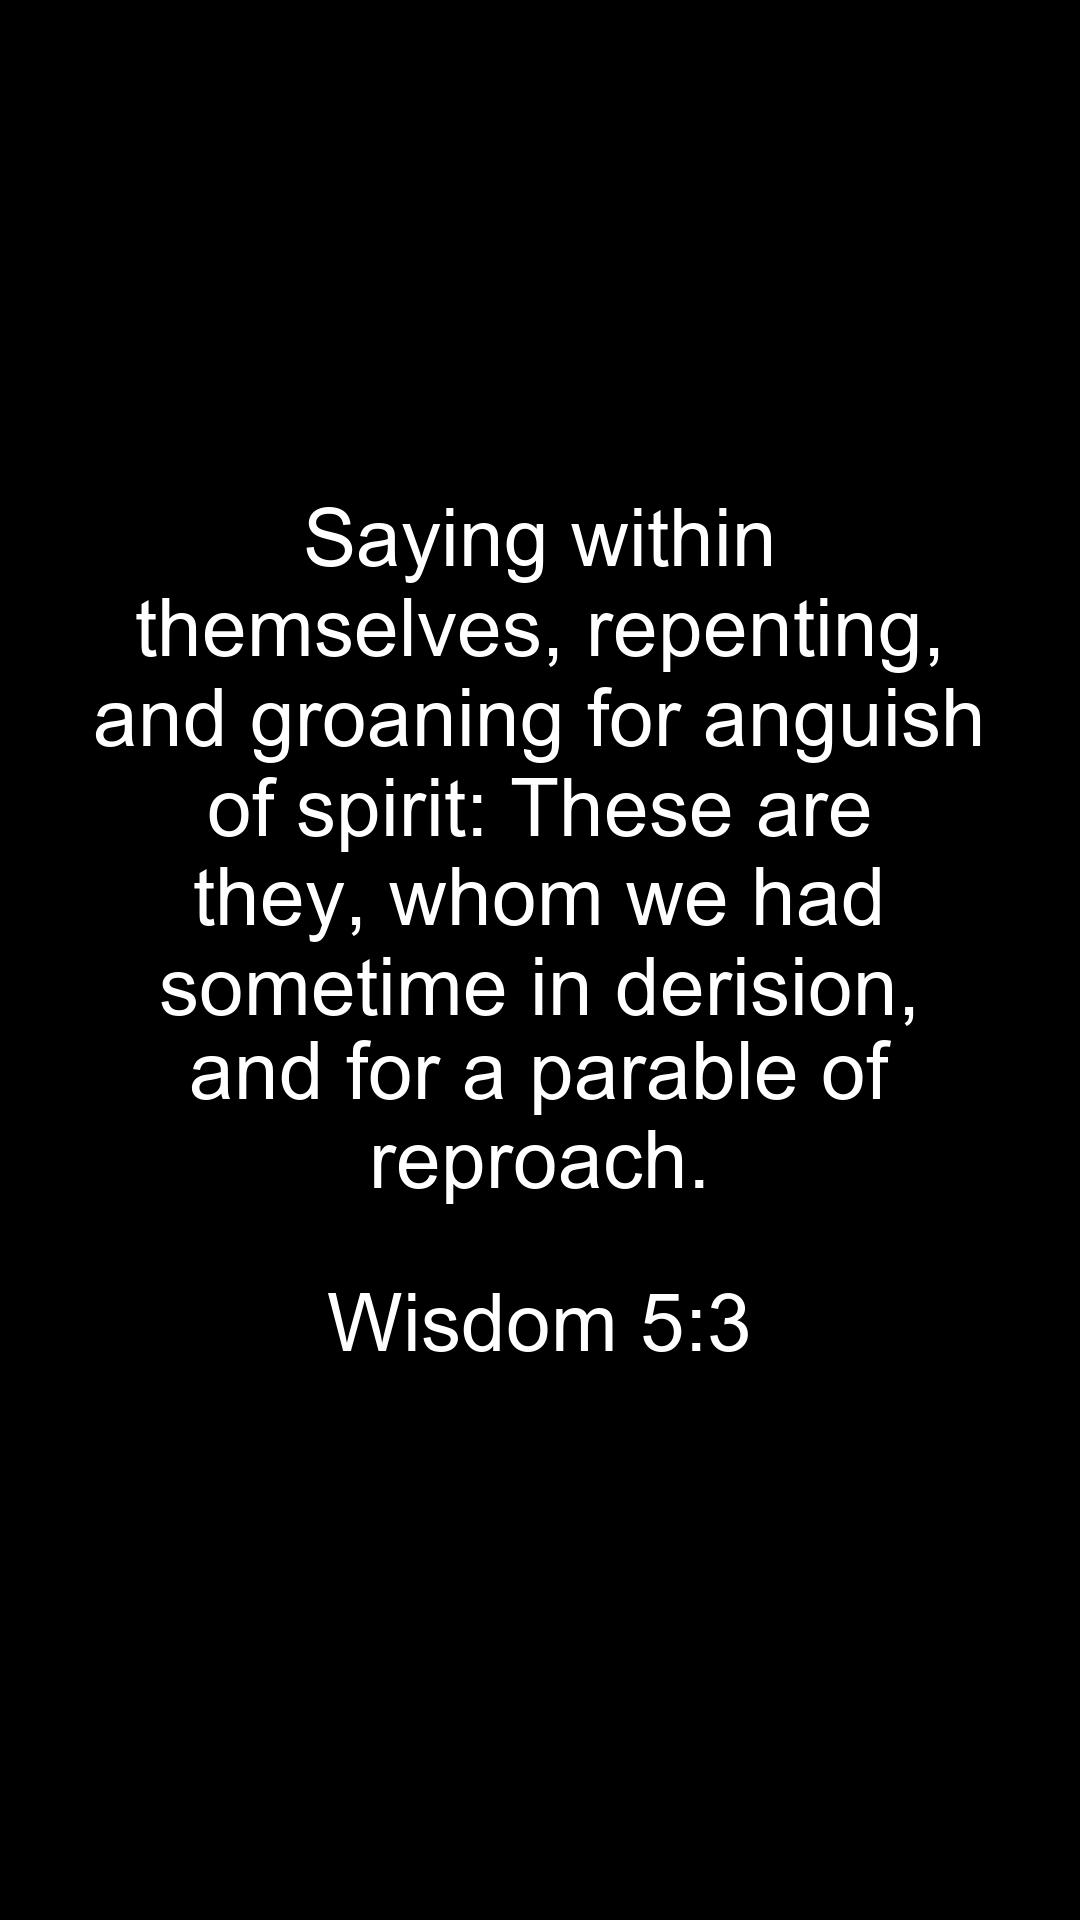 Saying within
themselves, repenting,
and groaning for anguish
of spirit: These are
they, whom we had
sometime in derision,
and for a parable of
reproach.
Wisdom 5:3